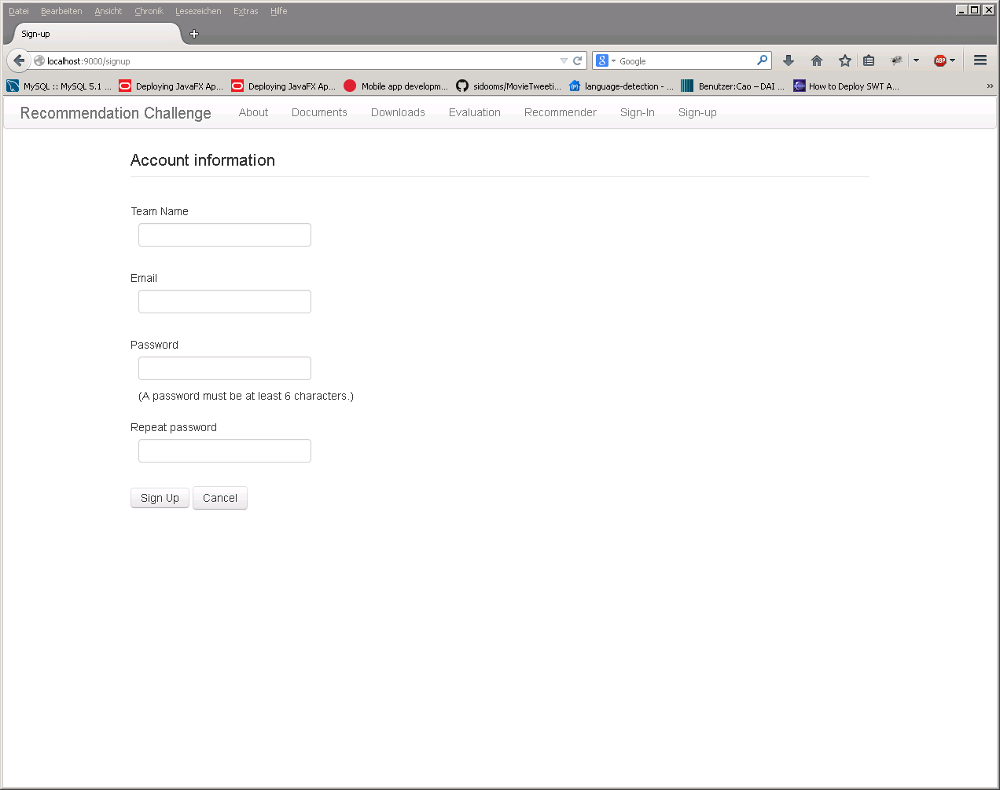 Datei Bearbeiten Ansicht Chronik Lesezeichen Extras Hilfe
Sign-up
localhost:9000/signup Google ABP
MySQL :: MySQL 5.1 ... Deploying JavaFX Ap... Deploying JavaFX Ap... Mobile app developm... sidooms/MovieTweeti... language-detection - ... Benutzer:Cao – DAI ... How to Deploy SWT A...
Recommendation Challenge About Documents Downloads Evaluation Recommender Sign-In Sign-up
Account information
Team Name
Email
Password
(A password must be at least 6 characters.)
Repeat password
Sign Up Cancel